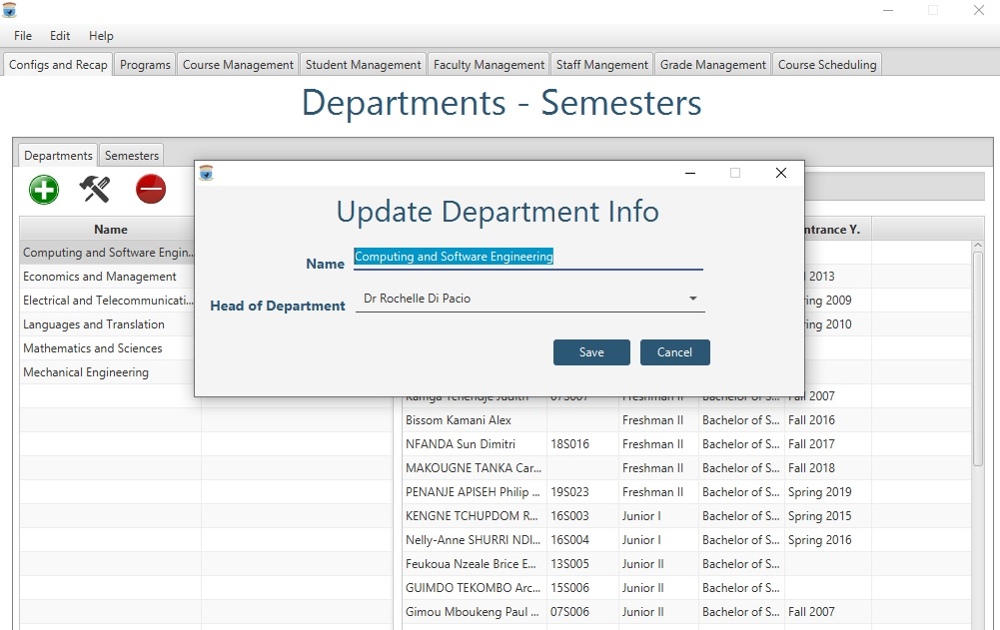 File Edit Help
Configs and Recap Programs Course Management Student Management Faculty Management Staff Mangement Grade Management Course Scheduling
Departments - Semesters
Departments Semesters
Name
Computing and Software Engin...
Economics and Management
Electrical and Telecommunicati...
Languages and Translation
Mathematics and Sciences
Mechanical Engineering
Update Department Info
Name Computing and Software Engineering
Head of Department Dr Rochelle Di Pacio
Save Cancel
ntrance Y.
2013
ing 2009
ing 2010
Kamga Tchendje Judith 07S007 Freshman II Bachelor of S... Fall 2007
Bissom Kamani Alex Freshman II Bachelor of S... Fall 2016
NFANDA Sun Dimitri 18S016 Freshman II Bachelor of S... Fall 2017
MAKOUGNE TANKA Car... Freshman II Bachelor of S... Fall 2018
PENANJE APISEH Philip ... 19S023 Freshman II Bachelor of S... Spring 2019
KENGNE TCHUPDOM R... 16S003 Junior I Bachelor of S... Spring 2015
Nelly-Anne SHURRI NDI... 16S004 Junior I Bachelor of S... Spring 2016
Feukoua Nzeale Brice E... 13S005 Junior II Bachelor of S...
GUIMDO TEKOMBO Arc... 15S006 Junior II Bachelor of S...
Gimou Mboukeng Paul ... 07S006 Junior II Bachelor of S... Fall 2007